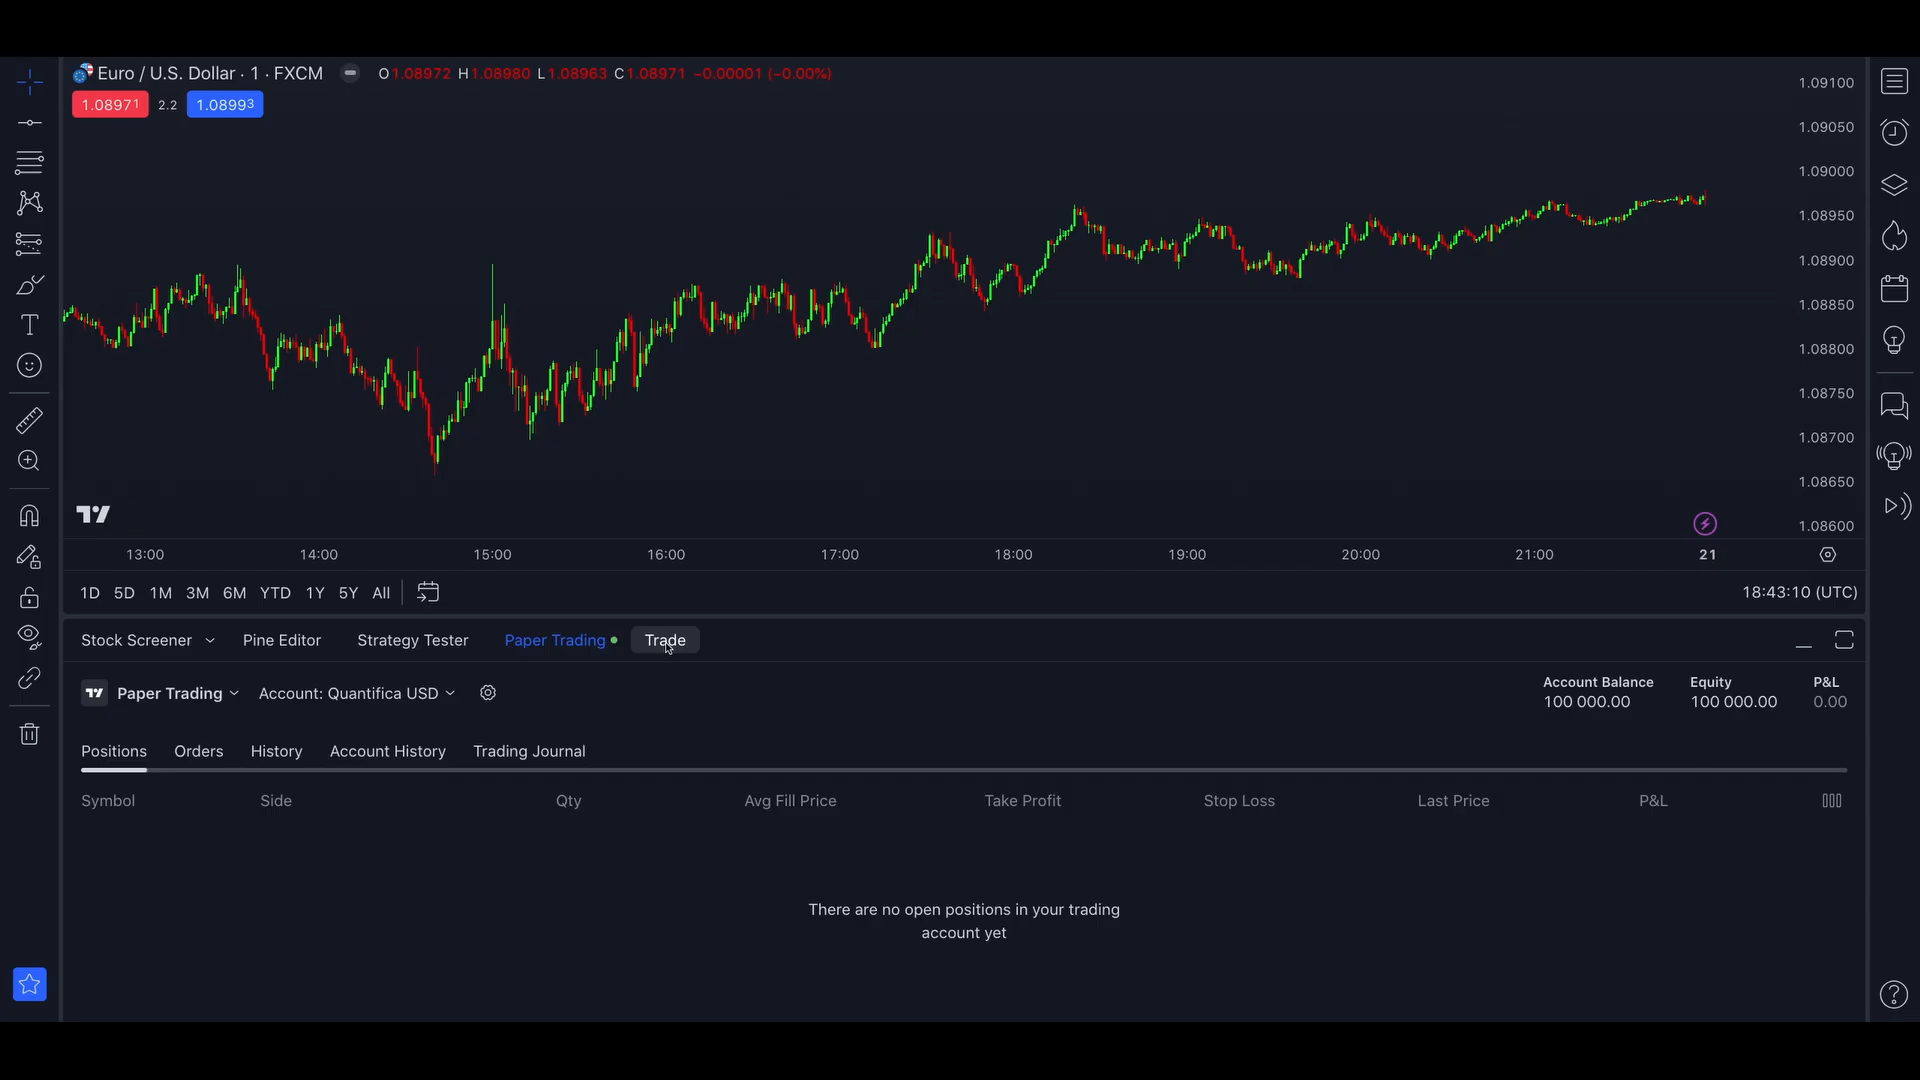 Euro / U.S. Dollar · 1 · FXCM O1.08972 H1.08980 L1.08963 C1.08971 −0.00001 (−0.00%)
1.08971 2.2 1.08993
1.09100
1.09050
1.09000
1.08950
1.08900
1.08850
1.08800
1.08750
1.08700
1.08650
1.08600
13:00 14:00 15:00 16:00 17:00 18:00 19:00 20:00 21:00 21
1D 5D 1M 3M 6M YTD 1Y 5Y All 18:43:10 (UTC)
Stock Screener Pine Editor Strategy Tester Paper Trading Trade
Paper Trading Account: Quantifica USD
Account Balance Equity P&L
100 000.00 100 000.00 0.00
Positions Orders History Account History Trading Journal
Symbol Side Qty Avg Fill Price Take Profit Stop Loss Last Price P&L
There are no open positions in your trading
account yet